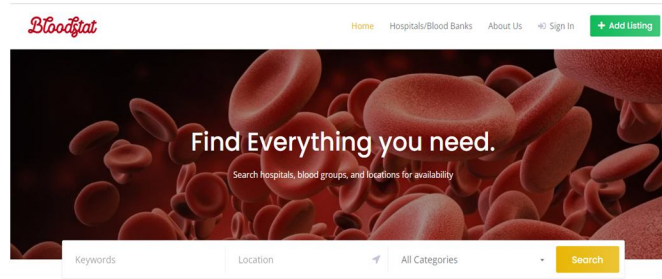 Bloodstat
Home Hospitals/Blood Banks About Us Sign In + Add Listing
Find Everything you need.
Search hospitals, blood groups, and locations for availability
Keywords Location All Categories Search